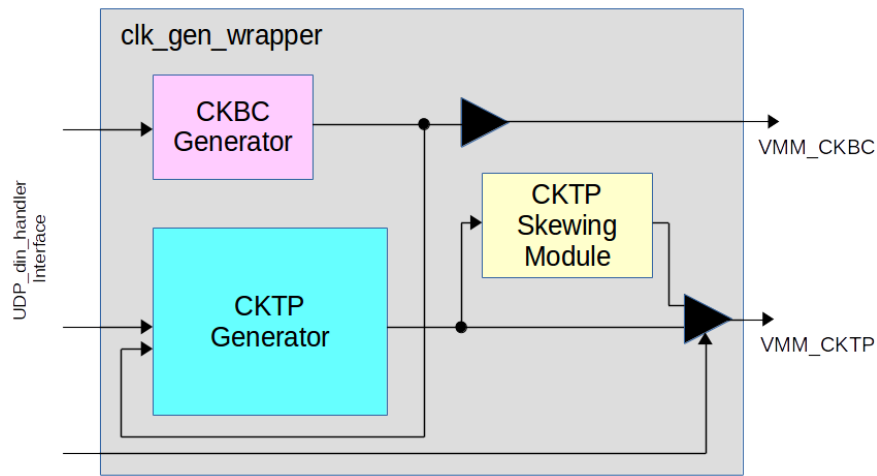 clk_gen_wrapper
CKBC
Generator
VMM_CKBC
CKTP
Skewing
Module
UDP_din_handler
Interface
CKTP
Generator
VMM_CKTP